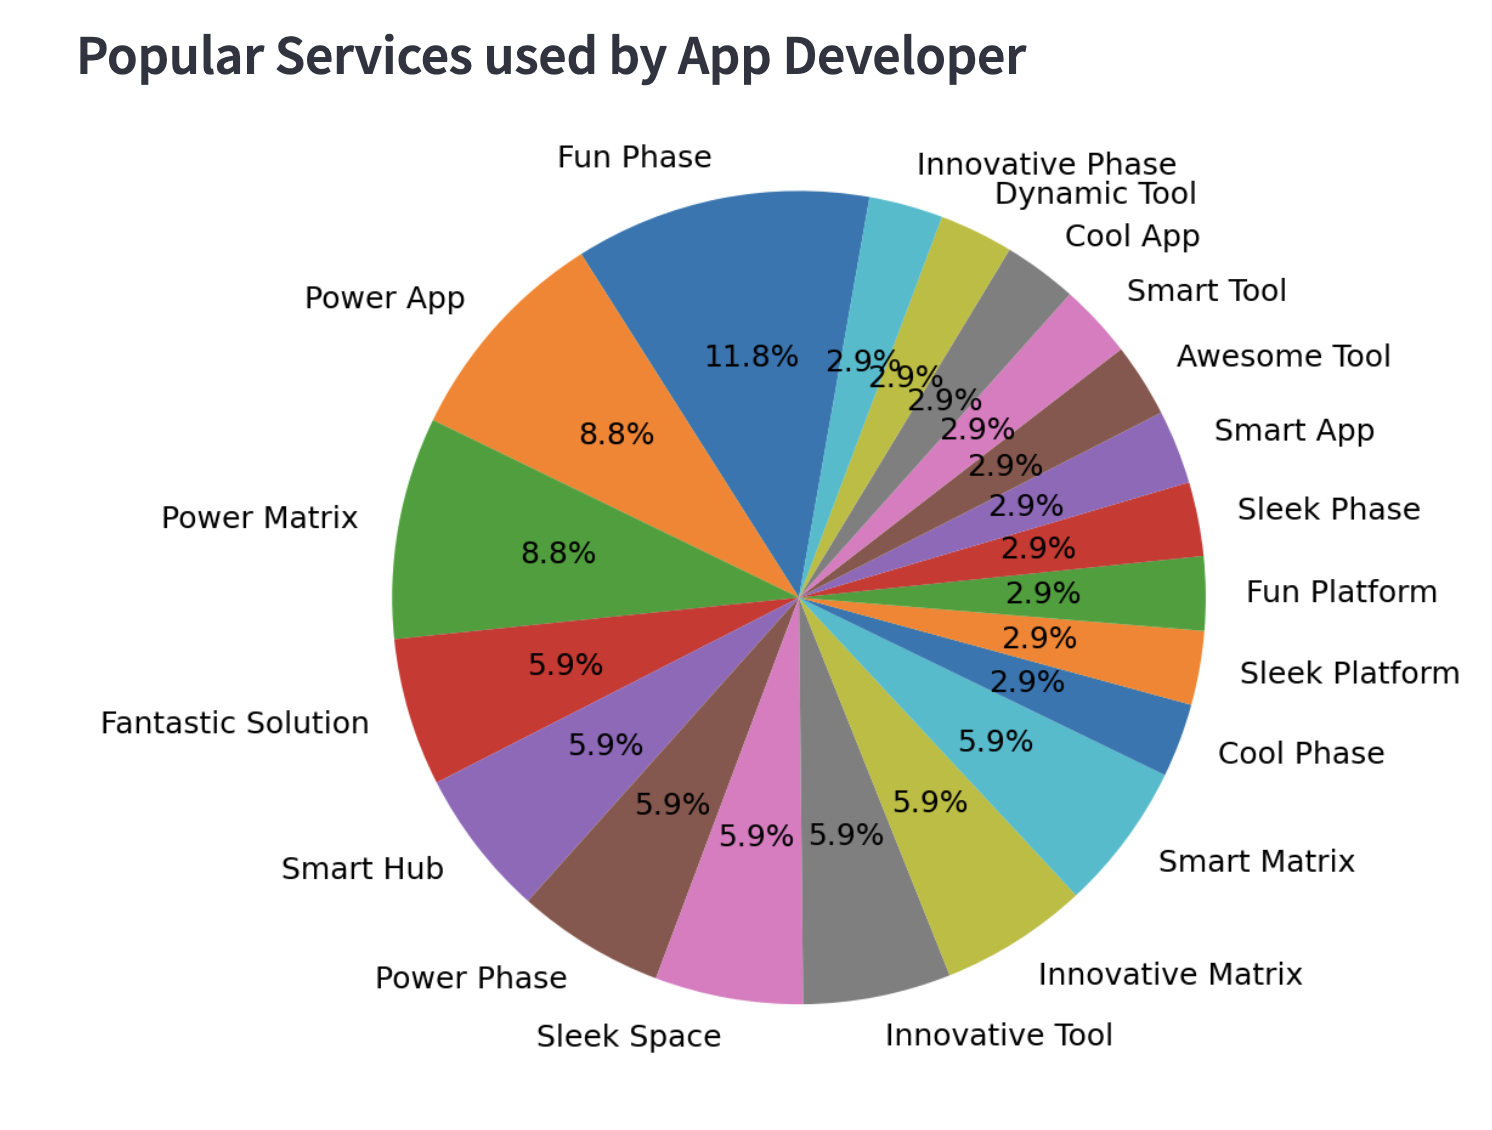 Popular Services used by App Developer
Fun Phase
Innovative Phase
Dynamic Tool
Cool App
Smart Tool
Power App
Awesome Tool
11.8%
2.9%
2.9%
2.9%
2.9%
8.8%
Smart App
2.9%
2.9%
Sleek Phase
Power Matrix
8.8%
2.9%
2.9%
Fun Platform
2.9%
Sleek Platform
5.9%
2.9%
Fantastic Solution
5.9%
5.9%
Cool Phase
5.9%
5.9%
5.9%
5.9%
Smart Hub
Smart Matrix
Power Phase
Innovative Matrix
Sleek Space
Innovative Tool